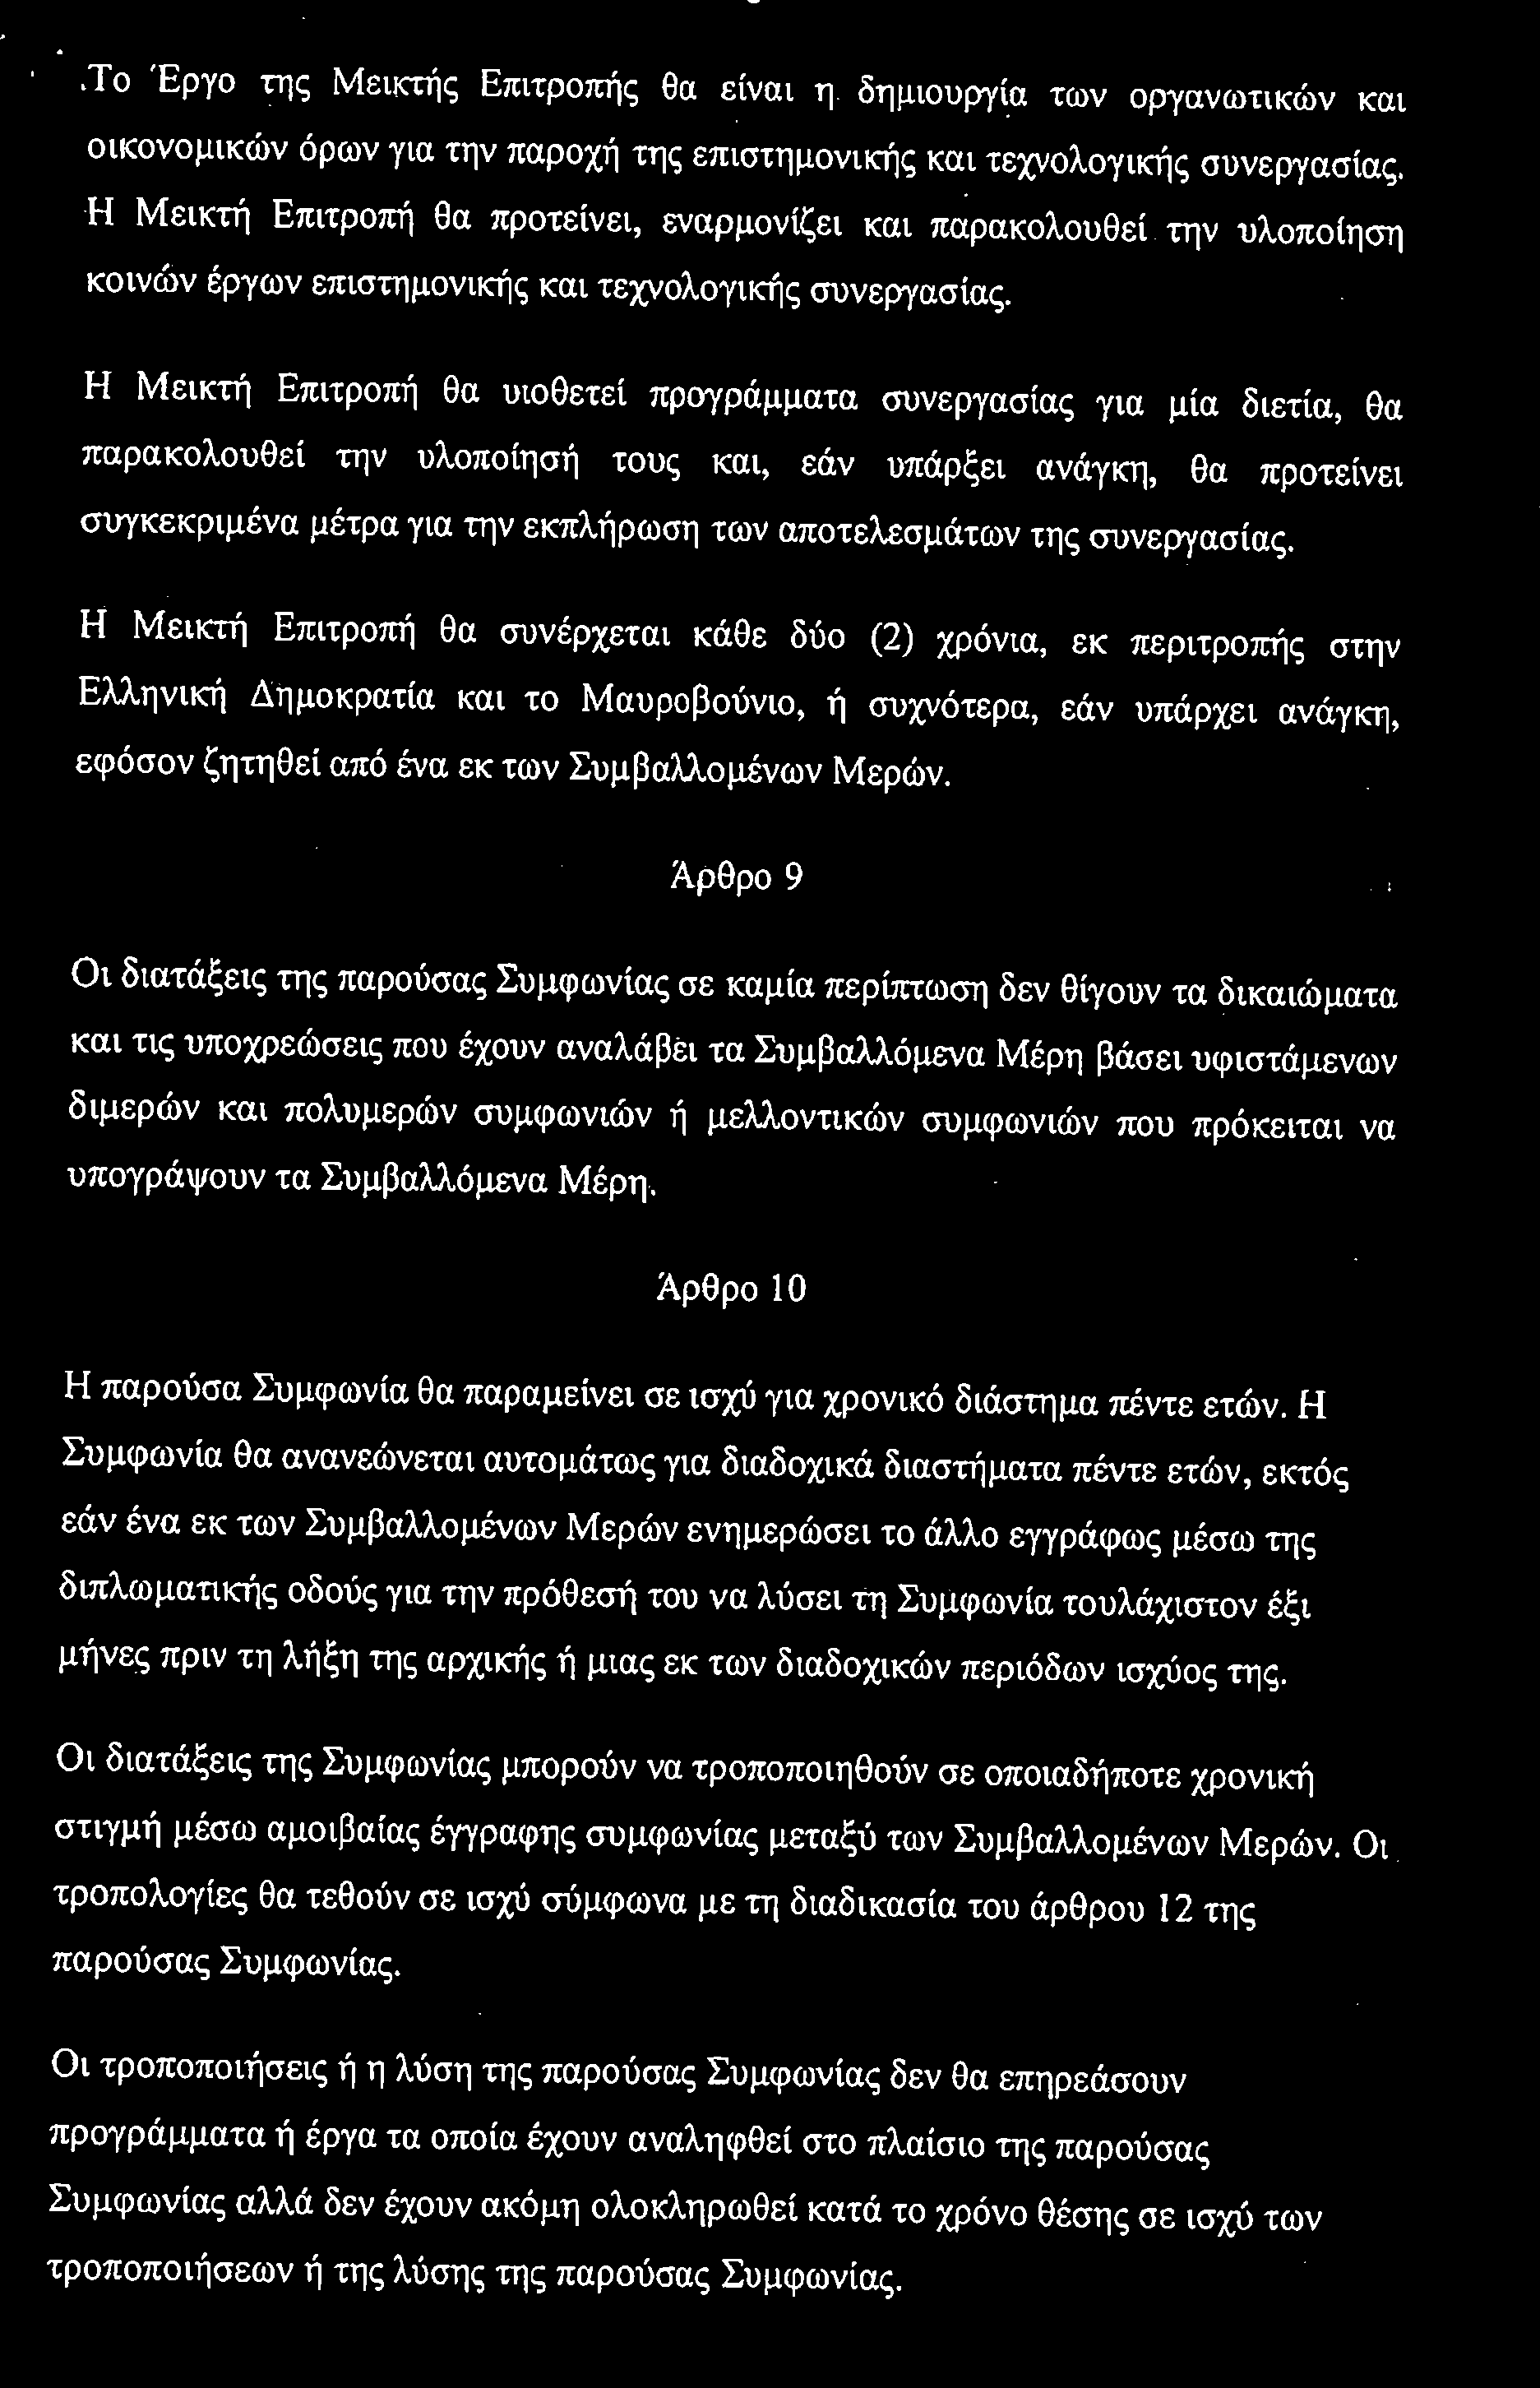 Το Έργο της Μεικτής Επιτροπής θα είναι η δημιουργία των οργανωτικών και
οικονομικών όρων για την παροχή της επιστημονικής και τεχνολογικής συνεργασίας.
Η Μεικτή Επιτροπή θα προτείνει, εναρμονίζει και παρακολουθεί την υλοποίηση
κοινών έργων επιστημονικής και τεχνολογικής συνεργασίας.
Η Μεικτή Επιτροπή θα υιοθετεί προγράμματα συνεργασίας για μία διετία, θα
παρακολουθεί την υλοποίησή τους και, εάν υπάρξει ανάγκη, θα προτείνει
συγκεκριμένα μέτρα για την εκπλήρωση των αποτελεσμάτων της συνεργασίας.
Η Μεικτή Επιτροπή θα συνέρχεται κάθε δύο (2) χρόνια, εκ περιτροπής στην
Ελληνική Δημοκρατία και το Μαυροβούνιο, ή συχνότερα, εάν υπάρχει ανάγκη,
εφόσον ζητηθεί από ένα εκ των Συμβαλλομένων Μερών.
Άρθρο 9
Οι διατάξεις της παρούσας Συμφωνίας σε καμία περίπτωση δεν θίγουν τα δικαιώματα
και τις υποχρεώσεις που έχουν αναλάβει τα Συμβαλλόμενα Μέρη βάσει υφιστάμενων
διμερών και πολυμερών συμφωνιών ή μελλοντικών συμφωνιών που πρόκειται να
υπογράψουν τα Συμβαλλόμενα Μέρη.
Άρθρο 10
Η παρούσα Συμφωνία θα παραμείνει σε ισχύ για χρονικό διάστημα πέντε ετών. Η
Συμφωνία θα ανανεώνεται αυτομάτως για διαδοχικά διαστήματα πέντε ετών, εκτός
εάν ένα εκ των Συμβαλλομένων Μερών ενημερώσει το άλλο εγγράφως μέσω της
διπλωματικής οδούς για την πρόθεσή του να λύσει τη Συμφωνία τουλάχιστον έξι
μήνες πριν τη λήξη της αρχικής ή μιας εκ των διαδοχικών περιόδων ισχύος της.
Οι διατάξεις της Συμφωνίας μπορούν να τροποποιηθούν σε οποιαδήποτε χρονική
στιγμή μέσω αμοιβαίας έγγραφης συμφωνίας μεταξύ των Συμβαλλομένων Μερών. Οι
τροπολογίες θα τεθούν σε ισχύ σύμφωνα με τη διαδικασία του άρθρου 12 της
παρούσας Συμφωνίας.
Οι τροποποιήσεις ή η λύση της παρούσας Συμφωνίας δεν θα επηρεάσουν
προγράμματα ή έργα τα οποία έχουν αναληφθεί στο πλαίσιο της παρούσας
Συμφωνίας αλλά δεν έχουν ακόμη ολοκληρωθεί κατά το χρόνο θέσης σε ισχύ των
τροποποιήσεων ή της λύσης της παρούσας Συμφωνίας.